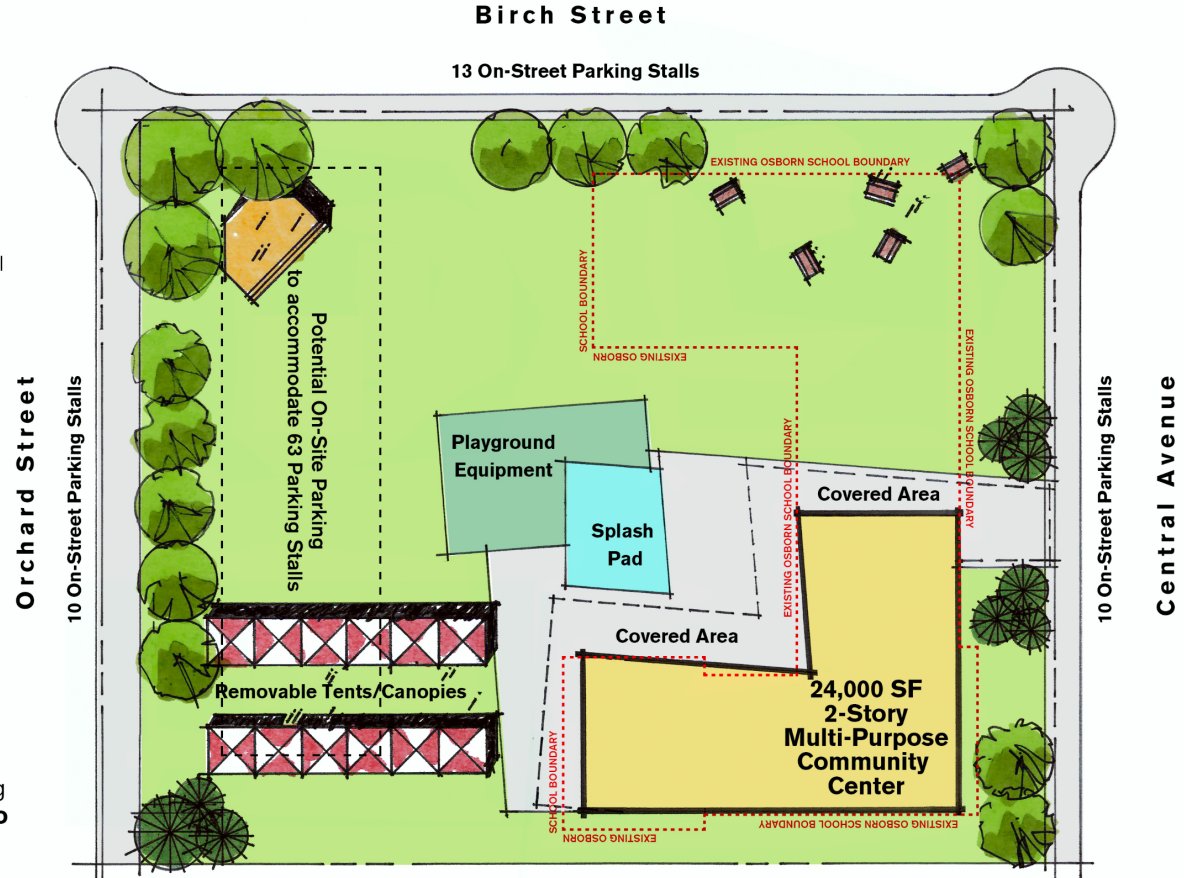 Birch Street
13 On-Street Parking Stalls
EXISTING OSBORN SCHOOL BOUNDARY
SCHOOL BOUNDARY
EXISTING OSBORN
EXISTING OSBORN SCHOOL BOUNDARY
EXISTING OSBORN SCHOOL BOUNDARY
Potential On-Site Parking
to accommodate 63 Parking Stalls
Orchard Street
10 On-Street Parking Stalls
10 On-Street Parking Stalls
Central Avenue
Playground
Equipment
Splash
Pad
Covered Area
Covered Area
Removable Tents/Canopies
24,000 SF
2-Story
Multi-Purpose
Community
Center
SCHOOL BOUNDARY
EXISTING OSBORN
EXISTING OSBORN SCHOOL BOUNDARY